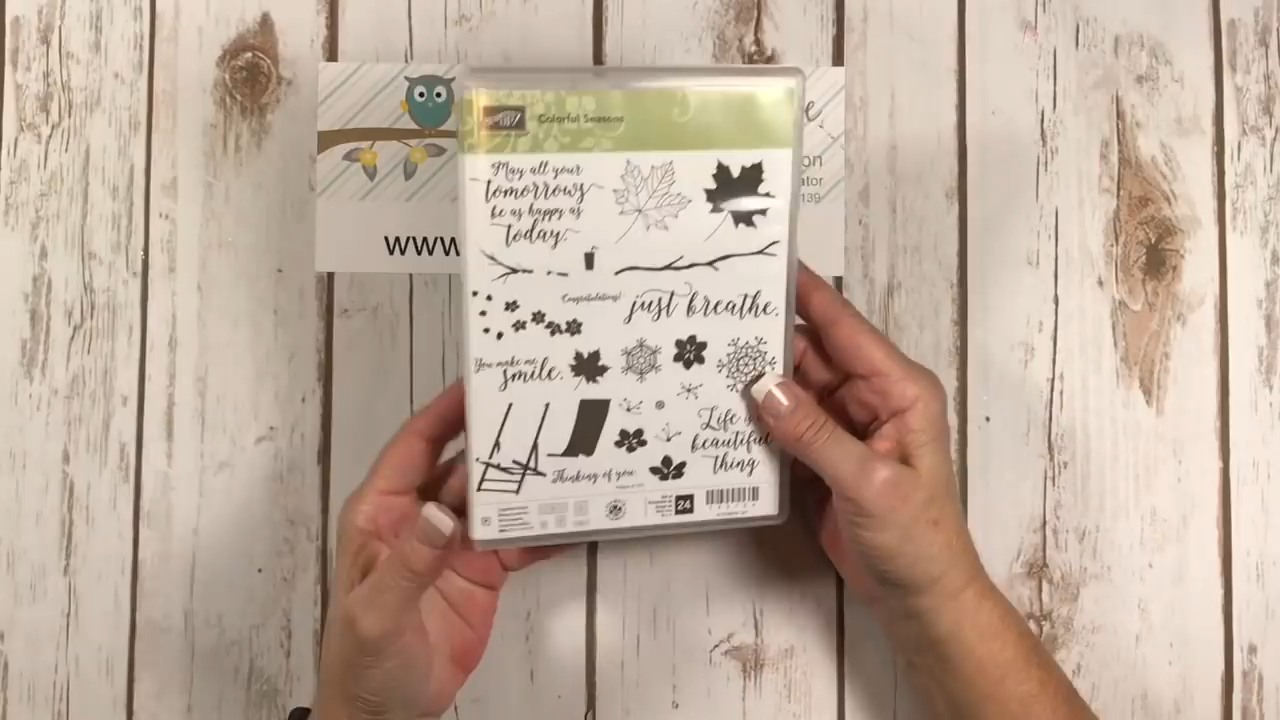 Colorful Seasons
May all your
tomorrows
be as happy as
today.
Congratulations!
just breathe.
You make me
smile.
Life is
beautiful
thing
Thinking of you
24
www
e
on
ator
139